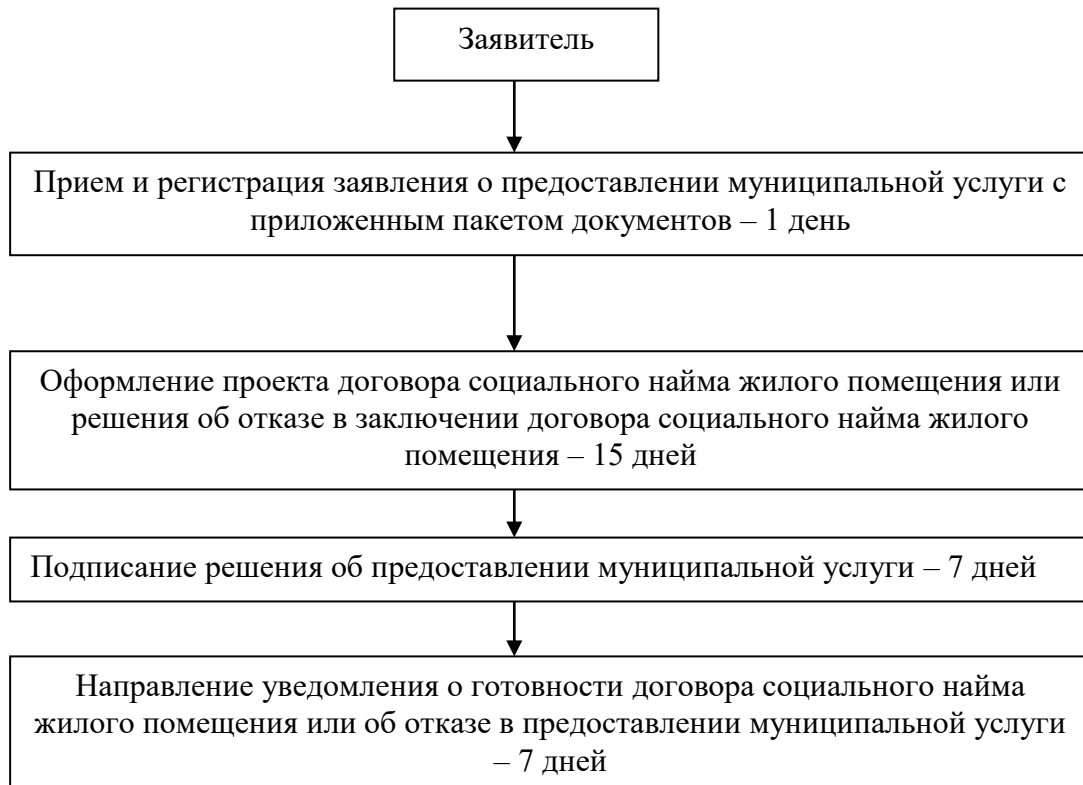 Заявитель
Прием и регистрация заявления о предоставлении муниципальной услуги с
приложенным пакетом документов – 1 день
Оформление проекта договора социального найма жилого помещения или
решения об отказе в заключении договора социального найма жилого
помещения – 15 дней
Подписание решения об предоставлении муниципальной услуги – 7 дней
Направление уведомления о готовности договора социального найма
жилого помещения или об отказе в предоставлении муниципальной услуги
– 7 дней